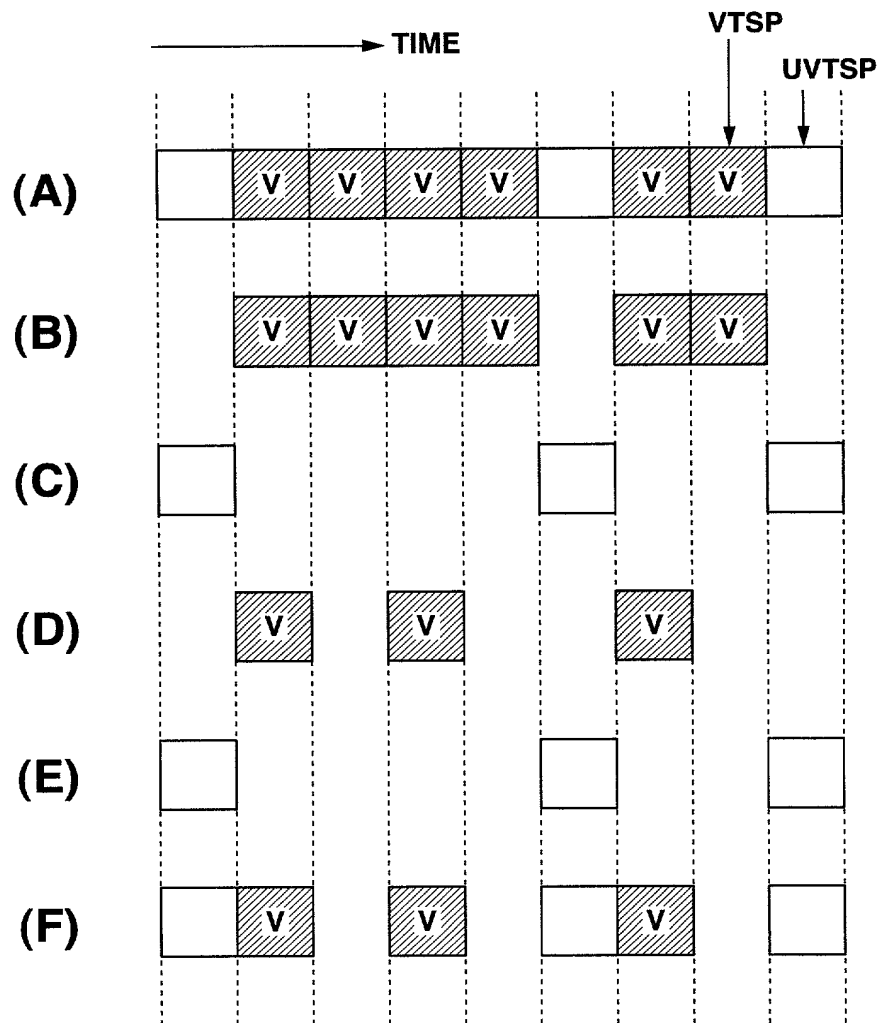 VTSP
TIME
UVTSP
(A) V V V V V V
(B) V V V V V V
(C)
(D) V V V
(E)
(F) V V V